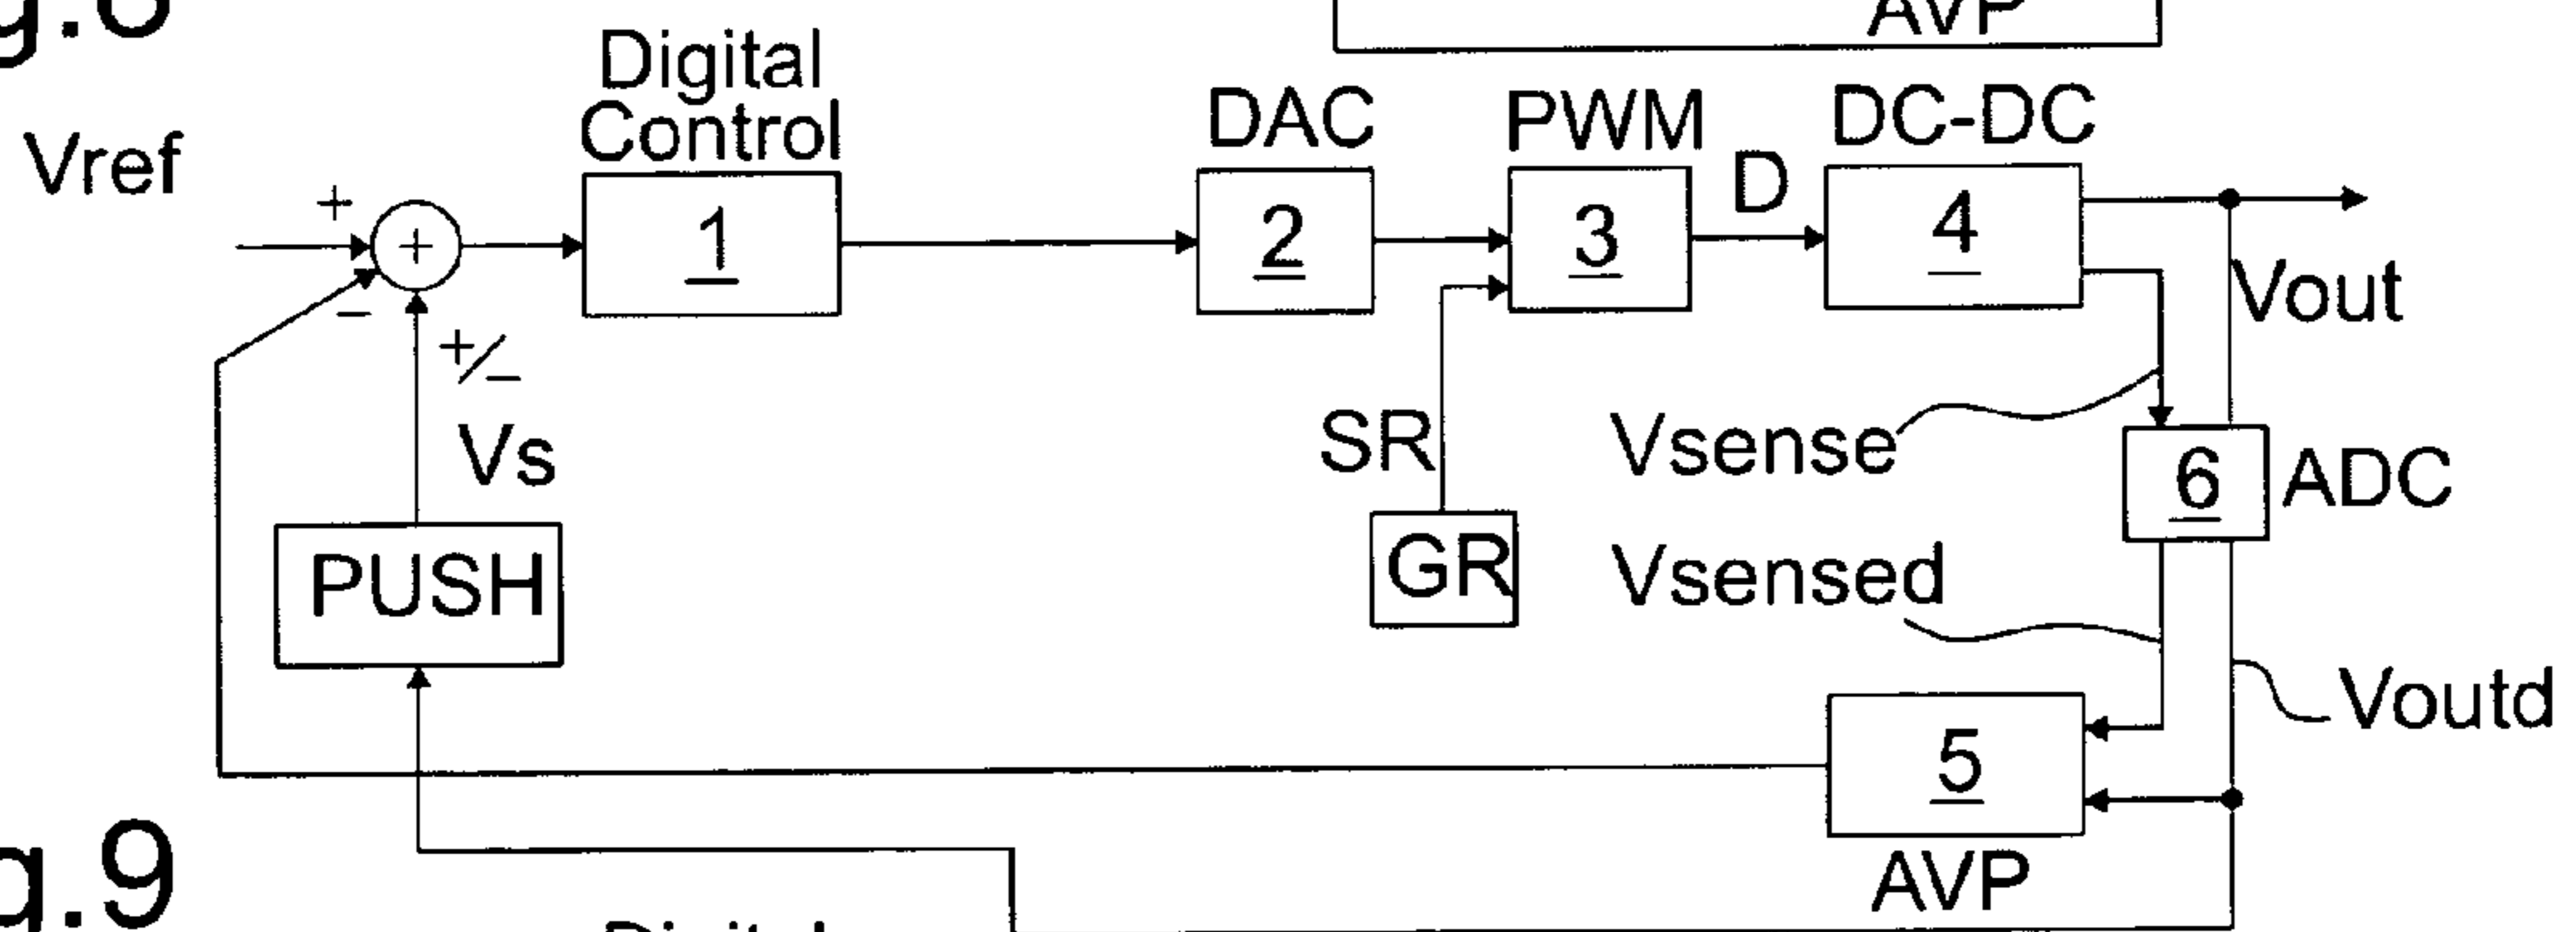 g.8
AVP
Digital
Control
DAC
PWM
DC-DC
Vref
+
+
−
+/−
1
2
3
D
4
Vout
Vs
SR
Vsense
6
ADC
PUSH
GR
Vsensed
Voutd
5
AVP
g.9
Digital